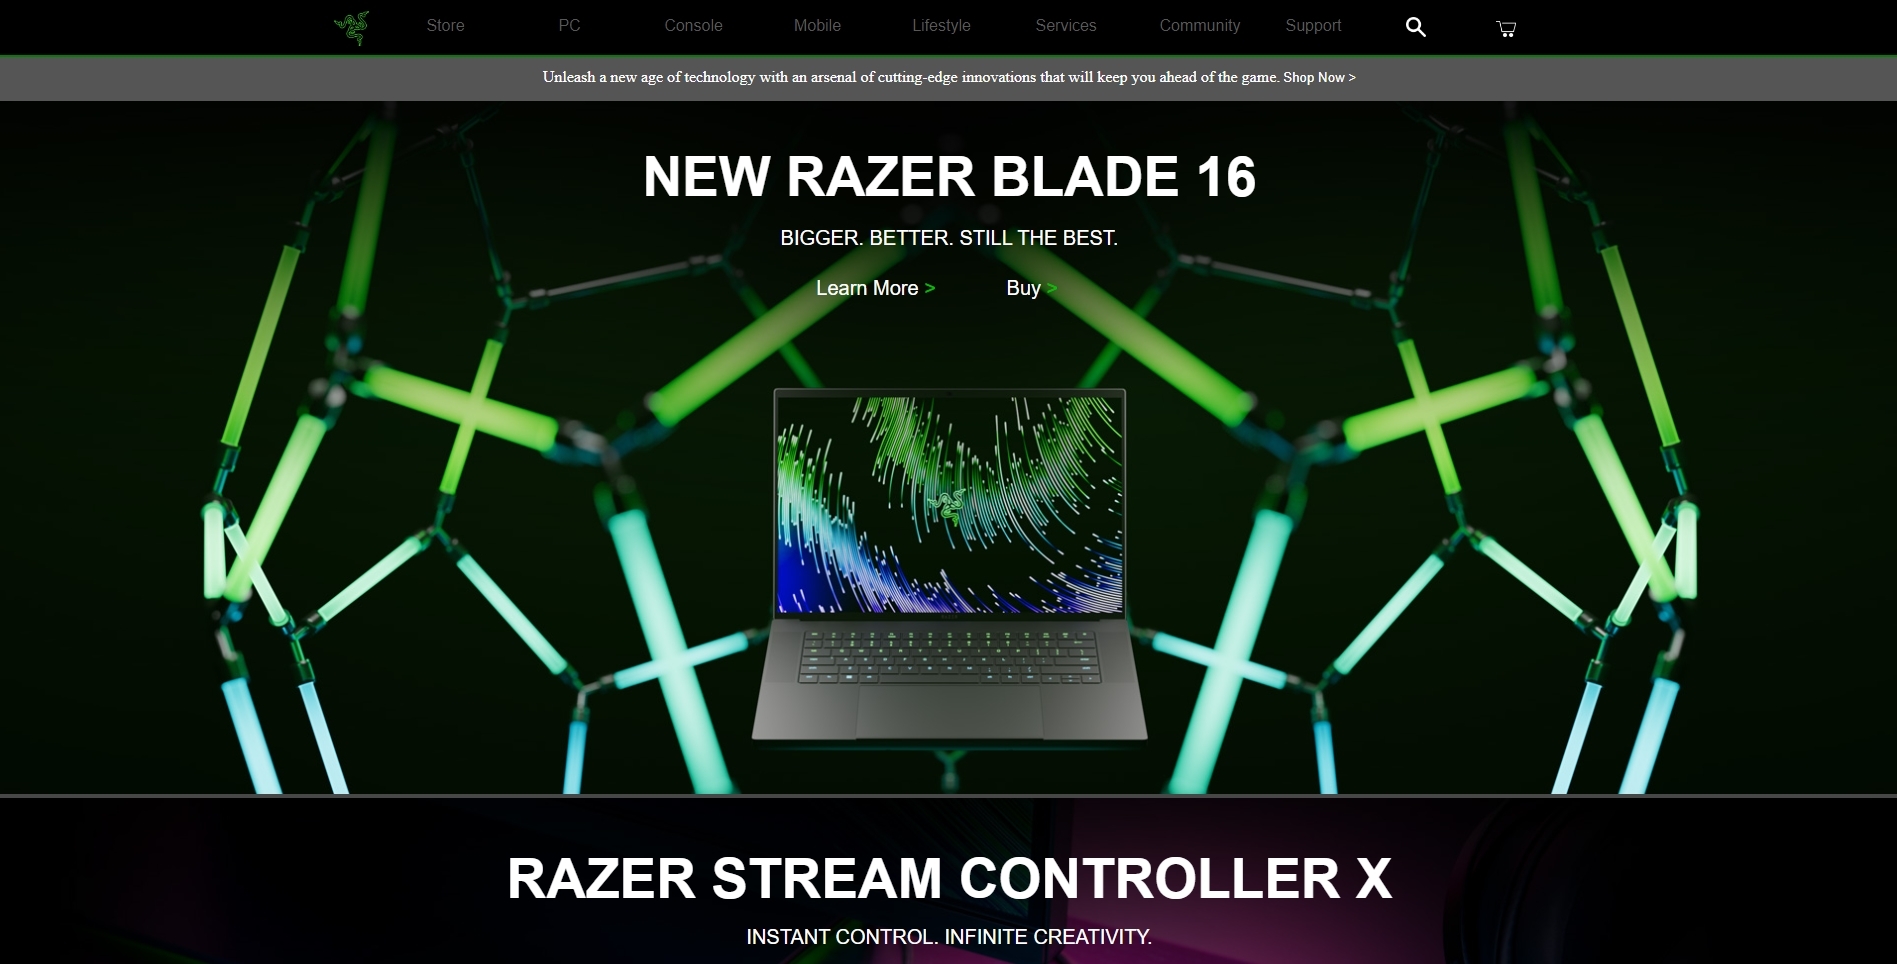 Store PC Console Mobile Lifestyle Services Community Support
Unleash a new age of technology with an arsenal of cutting-edge innovations that will keep you ahead of the game. Shop Now >
NEW RAZER BLADE 16
BIGGER. BETTER. STILL THE BEST.
Learn More > Buy >
RAZER STREAM CONTROLLER X
INSTANT CONTROL. INFINITE CREATIVITY.